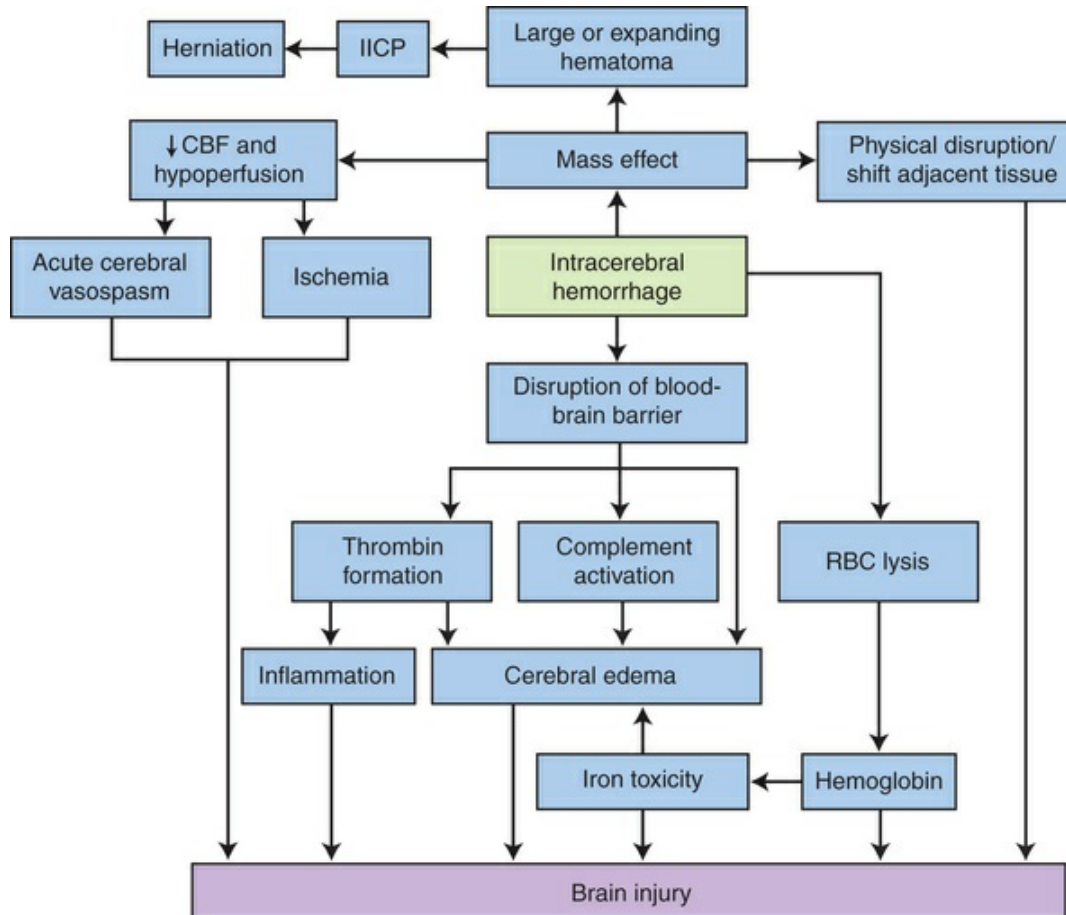 Herniation
IICP
Large or expanding
hematoma
↓CBF and
hypoperfusion
Mass effect
Physical disruption/
shift adjacent tissue
Acute cerebral
vasospasm
Ischemia
Intracerebral
hemorrhage
Disruption of blood-
brain barrier
Thrombin
formation
Complement
activation
RBC lysis
Inflammation
Cerebral edema
Iron toxicity
Hemoglobin
Brain injury